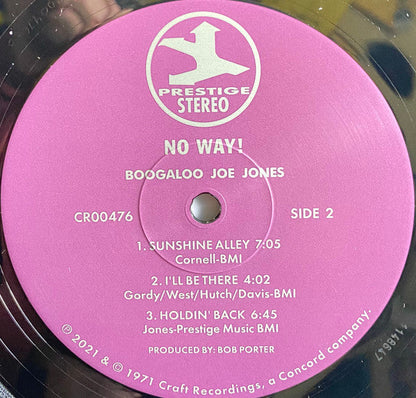 PRESTIGE
STEREO
NO WAY!
BOOGALOO JOE JONES
CR00476
SIDE 2
1. SUNSHINE ALLEY 7:05
Cornell-BMI
2. I'LL BE THERE 4:02
Gordy/West/Hutch/Davis-BMI
3. HOLDIN' BACK 6:45
Jones-Prestige Music BMI
PRODUCED BY: BOB PORTER
℗ 2021 & © 1971 Craft Recordings, a Concord company.